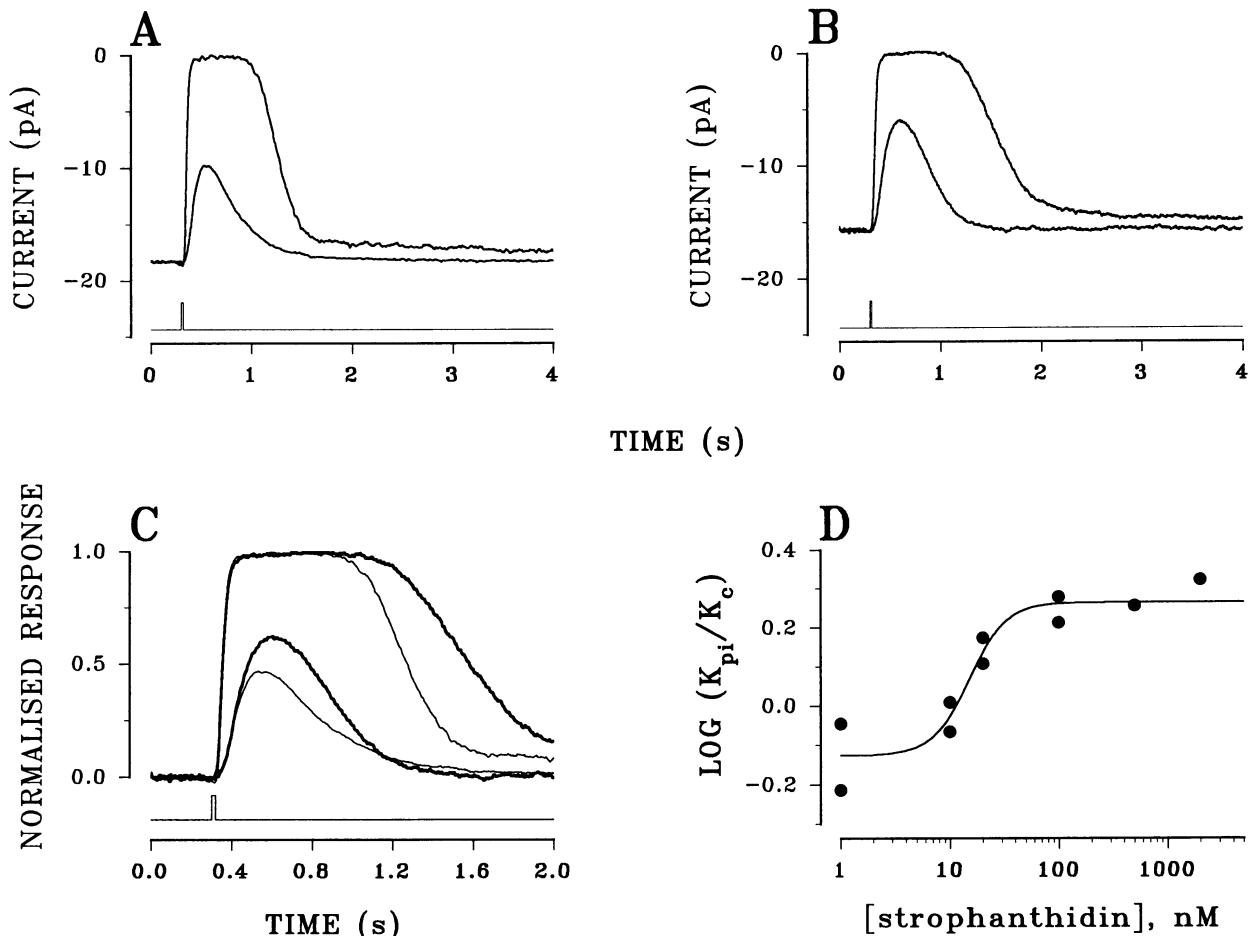 A
CURRENT (pA)
0
−10
−20
0 1 2 3 4
B
CURRENT (pA)
0
−10
−20
0 1 2 3 4
TIME (s)
C
NORMALISED RESPONSE
1.0
0.5
0.0
0.0 0.4 0.8 1.2 1.6 2.0
TIME (s)
D
LOG (Kpi/Kc)
0.4
0.2
0.0
−0.2
1 10 100 1000
[strophanthidin], nM